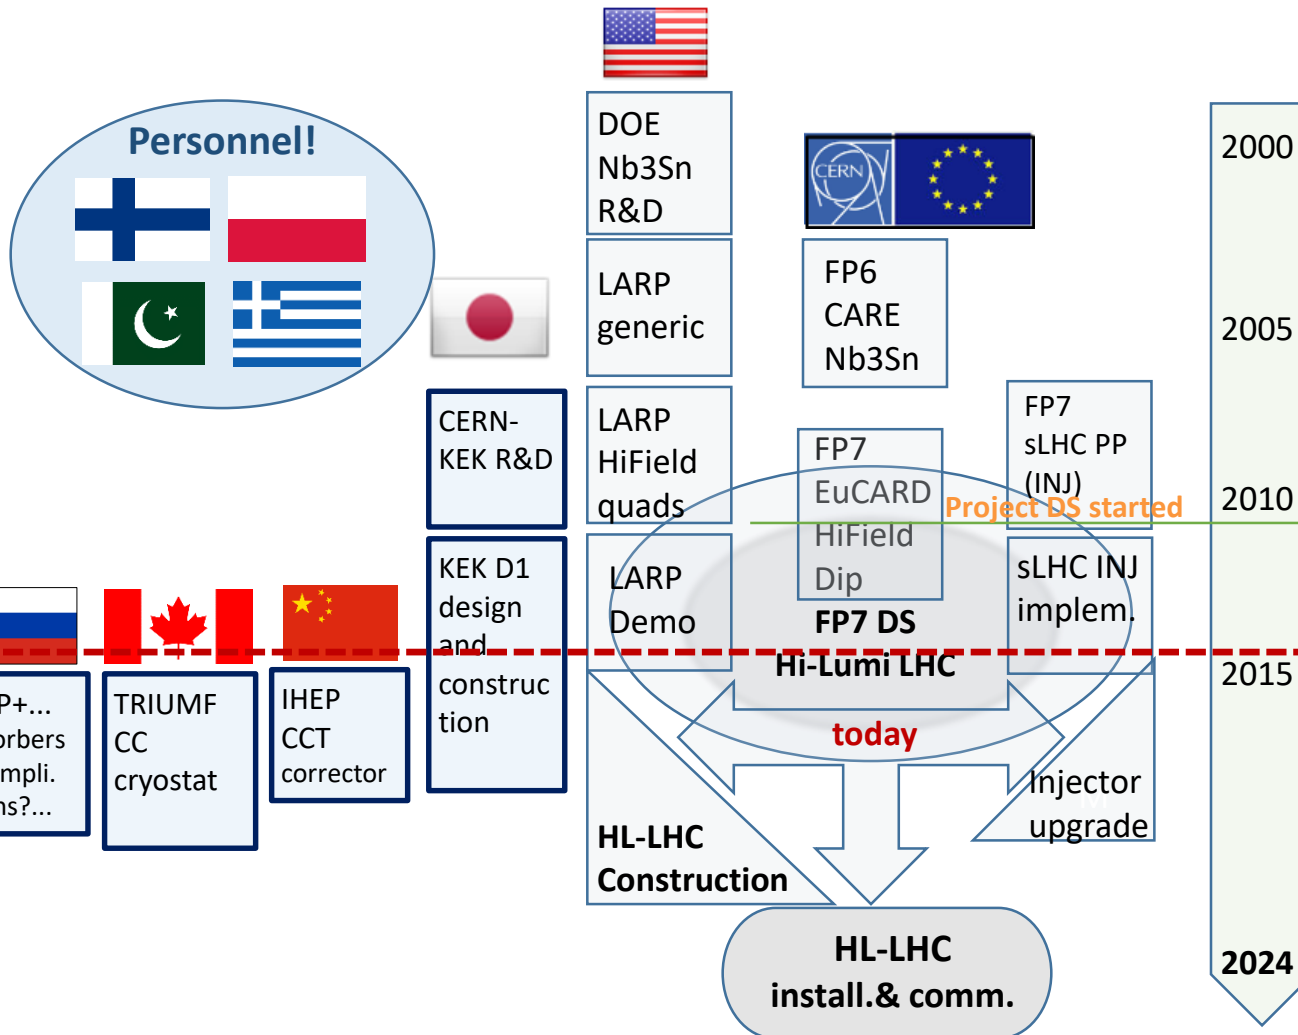 Personnel!
DOE
Nb3Sn
R&D
CERN
LARP
generic
FP6
CARE
Nb3Sn
CERN-
KEK R&D
LARP
HiField
quads
FP7
EuCARD
HiField
Dip
FP7
sLHC PP
(INJ)
Project DS started
KEK D1
design
and
construc
tion
LARP
Demo
FP7 DS
Hi-Lumi LHC
today
sLHC INJ
implem.
P+...
orbers
mpli.
ns?...
TRIUMF
CC
cryostat
IHEP
CCT
corrector
HL-LHC
Construction
Injector
upgrade
HL-LHC
install.& comm.
2000
2005
2010
2015
2024